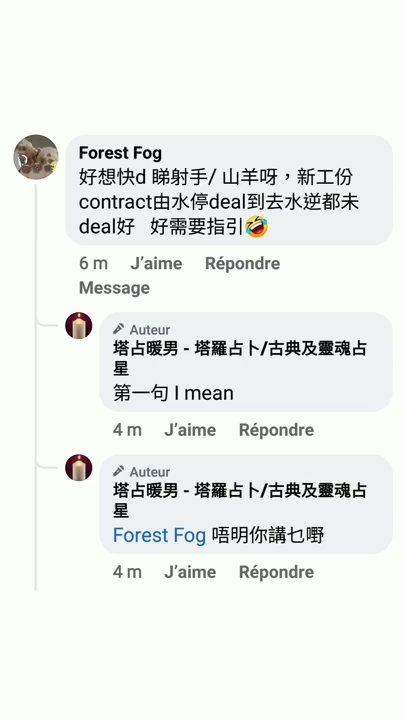 Forest Fog
好想快d 睇射手/ 山羊呀，新工份
contract由水停deal到去水逆都未
deal好 好需要指引🤣
6 m J'aime Répondre
Message
Auteur
塔占暖男 - 塔羅占卜/古典及靈魂占
星
第一句 I mean
4 m J'aime Répondre
Auteur
塔占暖男 - 塔羅占卜/古典及靈魂占
星
Forest Fog 唔明你講乜嘢
4 m J'aime Répondre